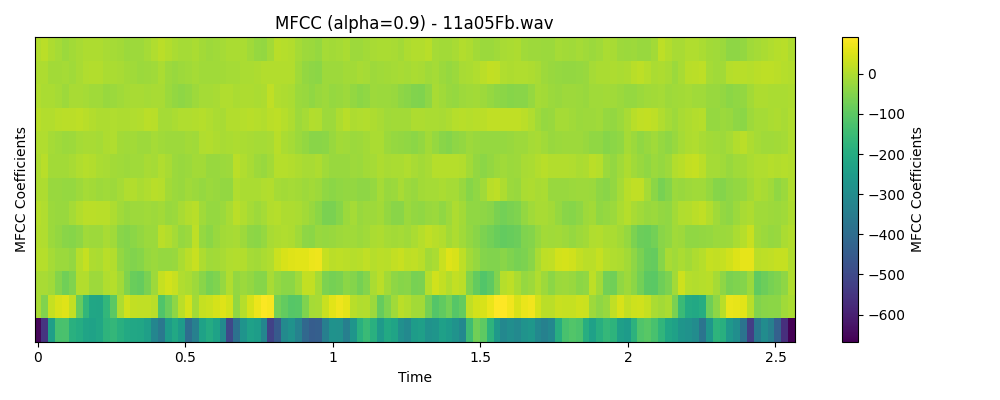 MFCC (alpha=0.9) - 11a05Fb.wav
MFCC Coefficients
0 0.5 1 1.5 2 2.5
Time
0
−100
−200
−300
−400
−500
−600
MFCC Coefficients